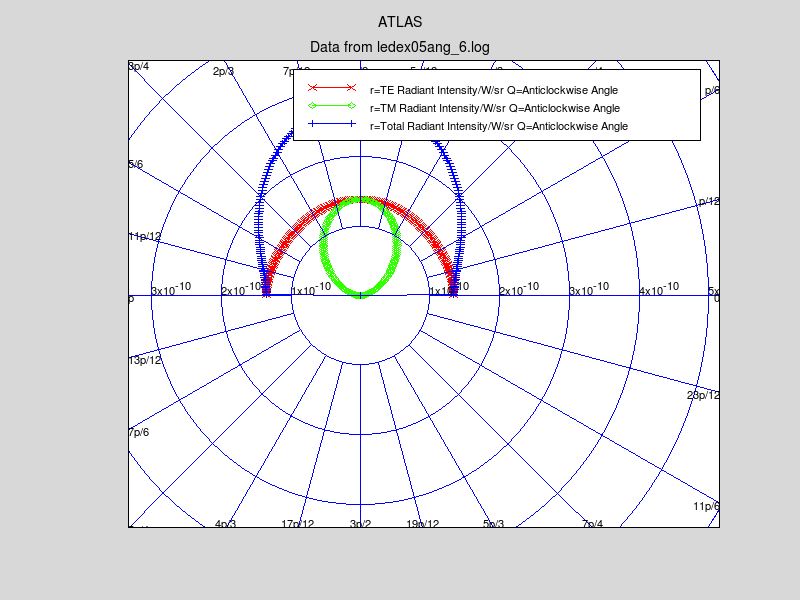 ATLAS
Data from ledex05ang_6.log
3p/4
2p/3
p/6
r=TE Radiant Intensity/W/sr Q=Anticlockwise Angle
r=TM Radiant Intensity/W/sr Q=Anticlockwise Angle
r=Total Radiant Intensity/W/sr Q=Anticlockwise Angle
5/6
p/12
11p/12
3x10-10
2x10-10
1x10-10
1x10-10
2x10-10
3x10-10
4x10-10
5x
p
0
13p/12
23p/12
7p/6
11p/6
4p/3
17p/12
3p/2
19p/12
5p/3
7p/4